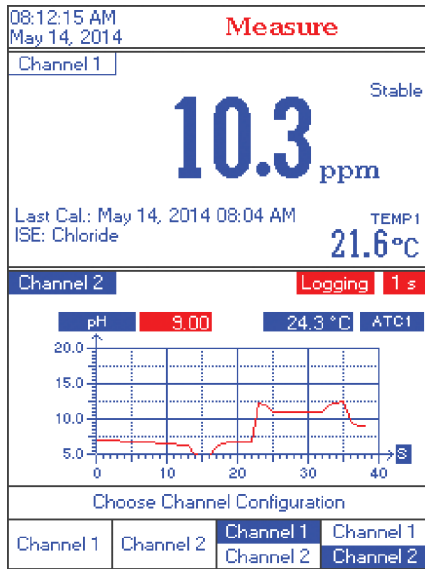 08:12:15 AM
May 14, 2014
Measure
Channel 1
Stable
10.3 ppm
Last Cal.: May 14, 2014 08:04 AM
ISE: Chloride
TEMP1
21.6°C
Channel 2
Logging 1 s
pH 9.00 24.3 °C ATC1
20.0
15.0
10.0
5.0
0 10 20 30 40
S
Choose Channel Configuration
Channel 1
Channel 2
Channel 1
Channel 2
Channel 1
Channel 2